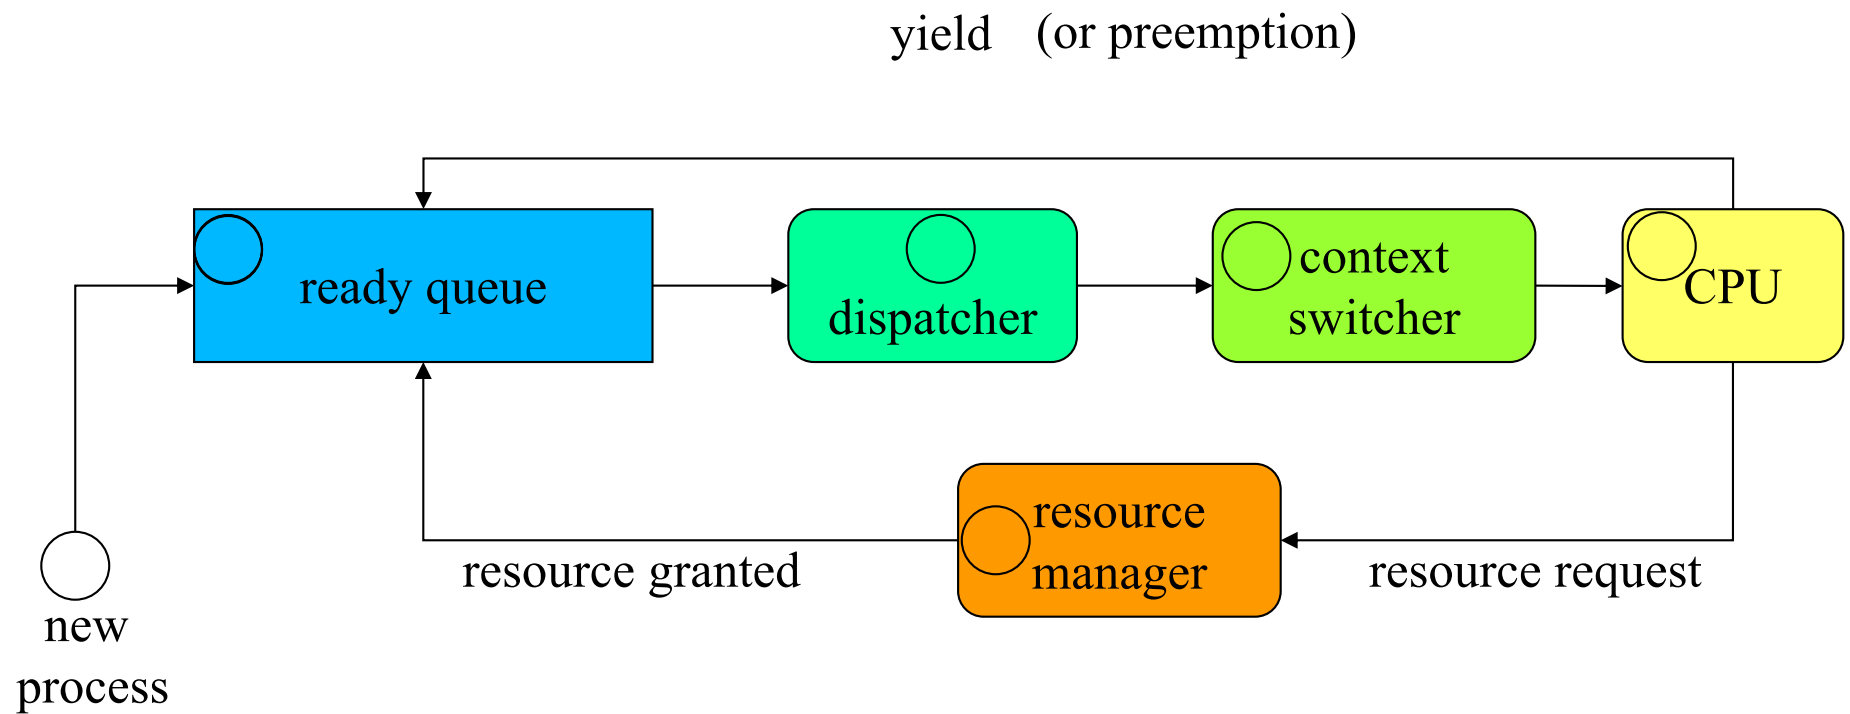 yield (or preemption)
ready queue
dispatcher
context
switcher
CPU
resource
manager
resource granted
resource request
new
process